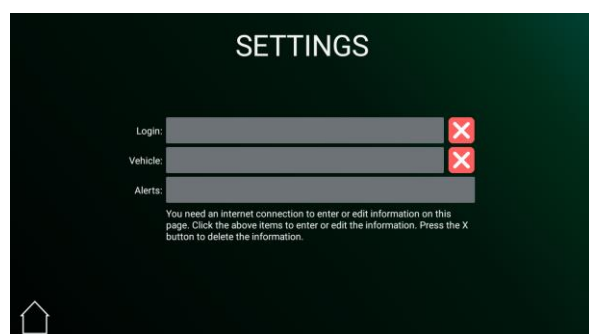 SETTINGS
Login:
Vehicle:
Alerts:
You need an internet connection to enter or edit information on this
page. Click the above items to enter or edit the information. Press the X
button to delete the information.